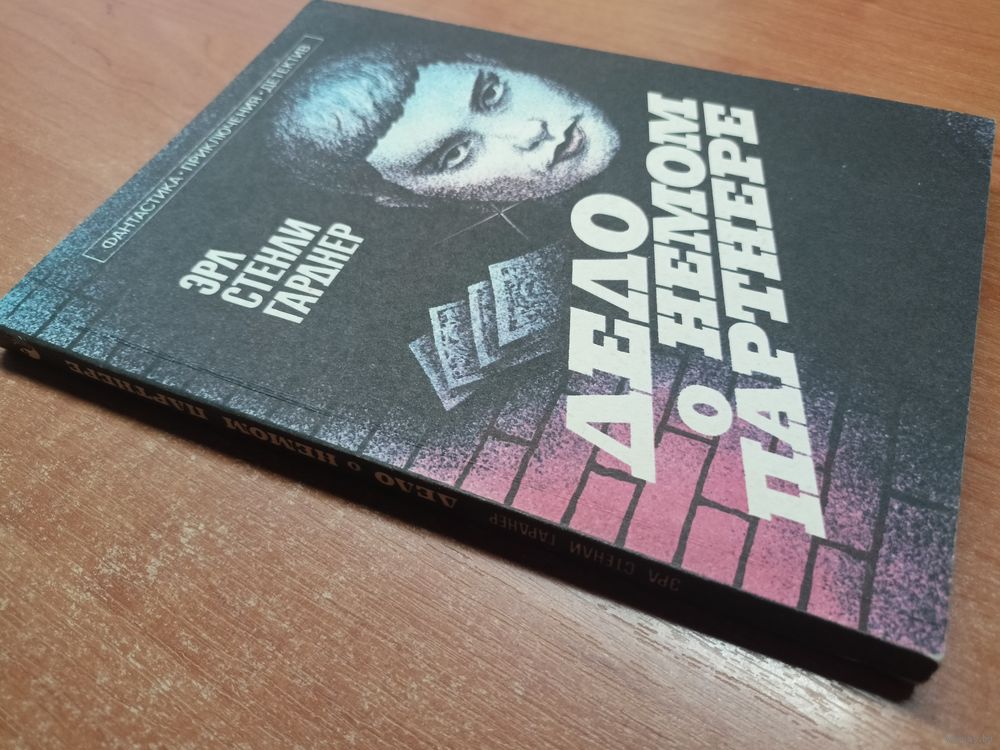 ФАНТАСТИКА • ПРИКЛЮЧЕНИЯ • ДЕТЕКТИВ
ЭРЛ
СТЕНЛИ
ГАРДНЕР
ДЕЛО
О НЕМОМ
ПАРТНЕРЕ
ЭРЛ СТЕНЛИ ГАРДНЕР
ДЕЛО О НЕМОМ ПАРТНЕРЕ